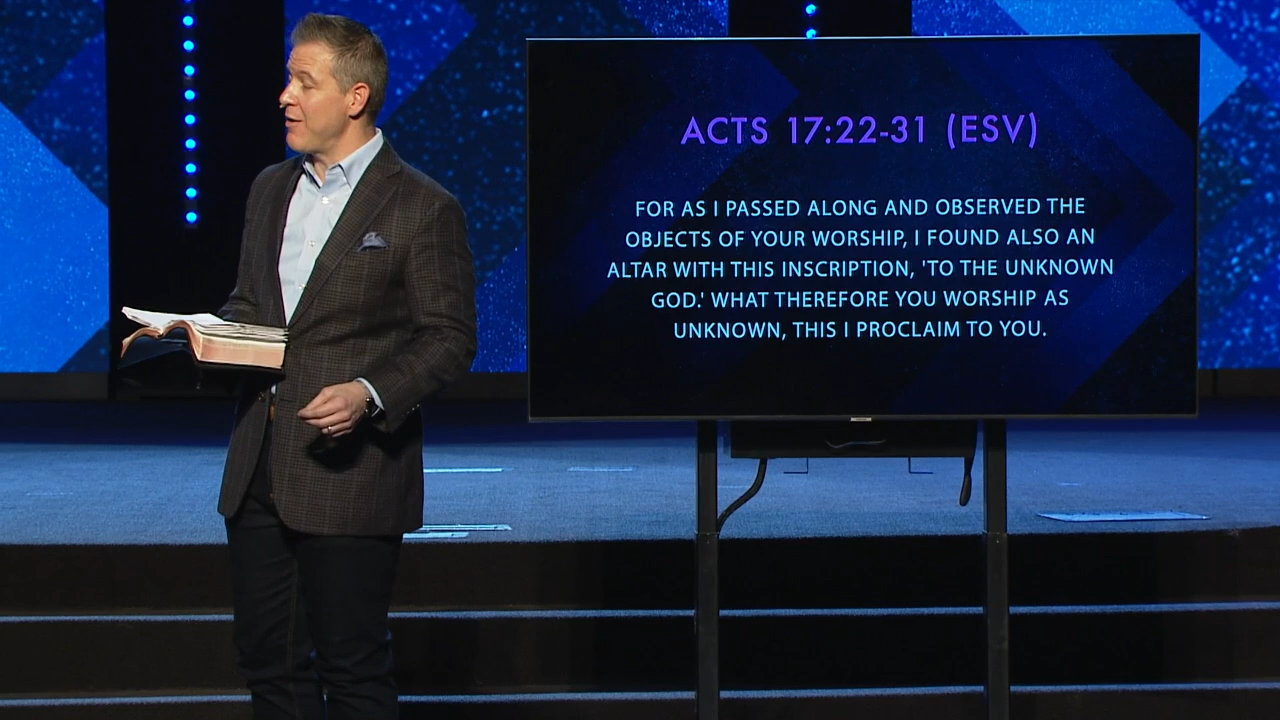 ACTS 17:22-31 (ESV)
FOR AS I PASSED ALONG AND OBSERVED THE
OBJECTS OF YOUR WORSHIP, I FOUND ALSO AN
ALTAR WITH THIS INSCRIPTION, 'TO THE UNKNOWN
GOD.' WHAT THEREFORE YOU WORSHIP AS
UNKNOWN, THIS I PROCLAIM TO YOU.